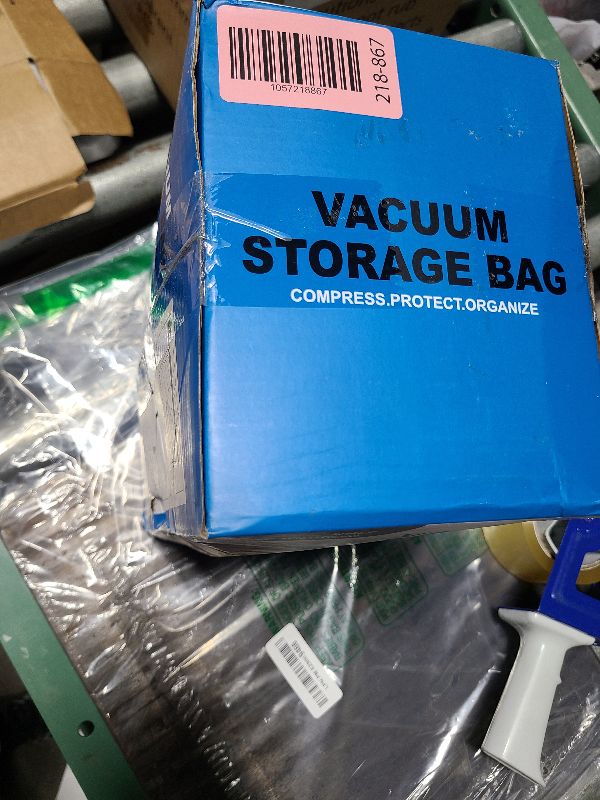 1057218867
218-867
VACUUM
STORAGE BAG
COMPRESS.PROTECT.ORGANIZE